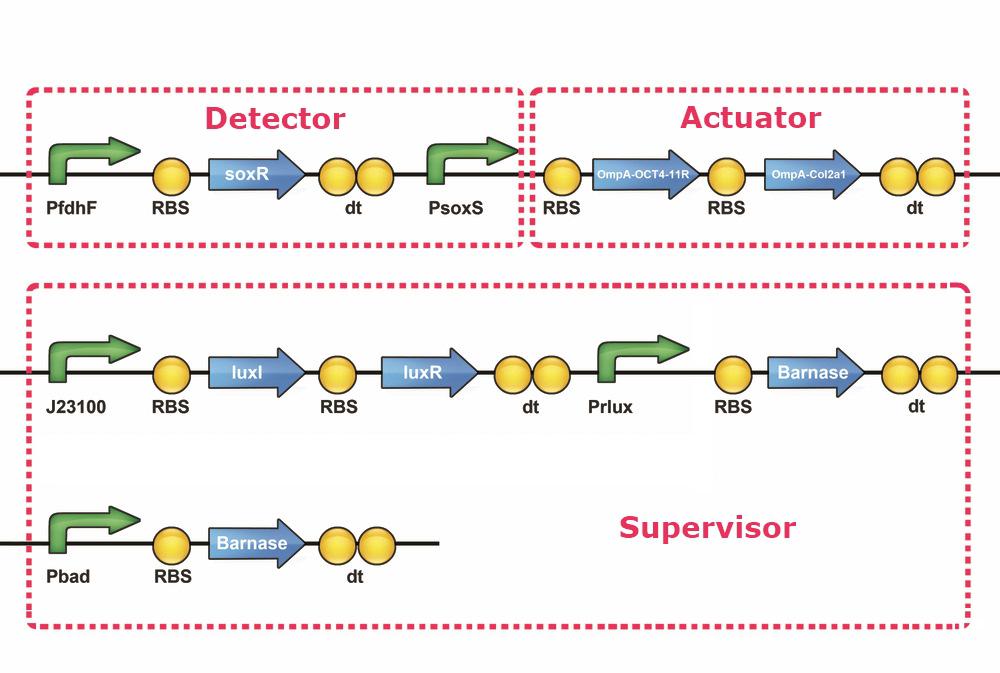 Detector
Actuator
soxR
OmpA-OCT4-11R
OmpA-Col2a1
PfdhF RBS dt PsoxS RBS RBS dt
luxI luxR Barnase
J23100 RBS RBS dt Prlux RBS dt
Supervisor
Barnase
Pbad RBS dt